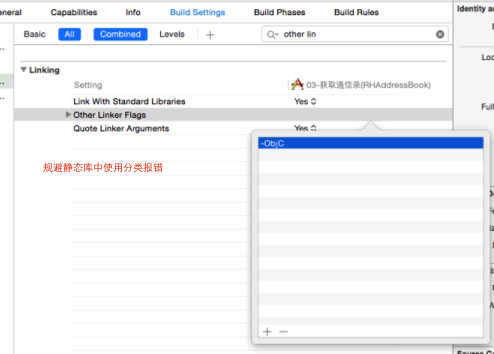 eneral Capabilities Info Build Settings Build Phases Build Rules
Identity a
Basic All Combined Levels + other lin
Linking
Setting 03-获取通信录(RHAddressBook)
Loc
Link With Standard Libraries Yes
Other Linker Flags
Full
Quote Linker Arguments Yes
-ObjC
规避静态库中使用分类报错